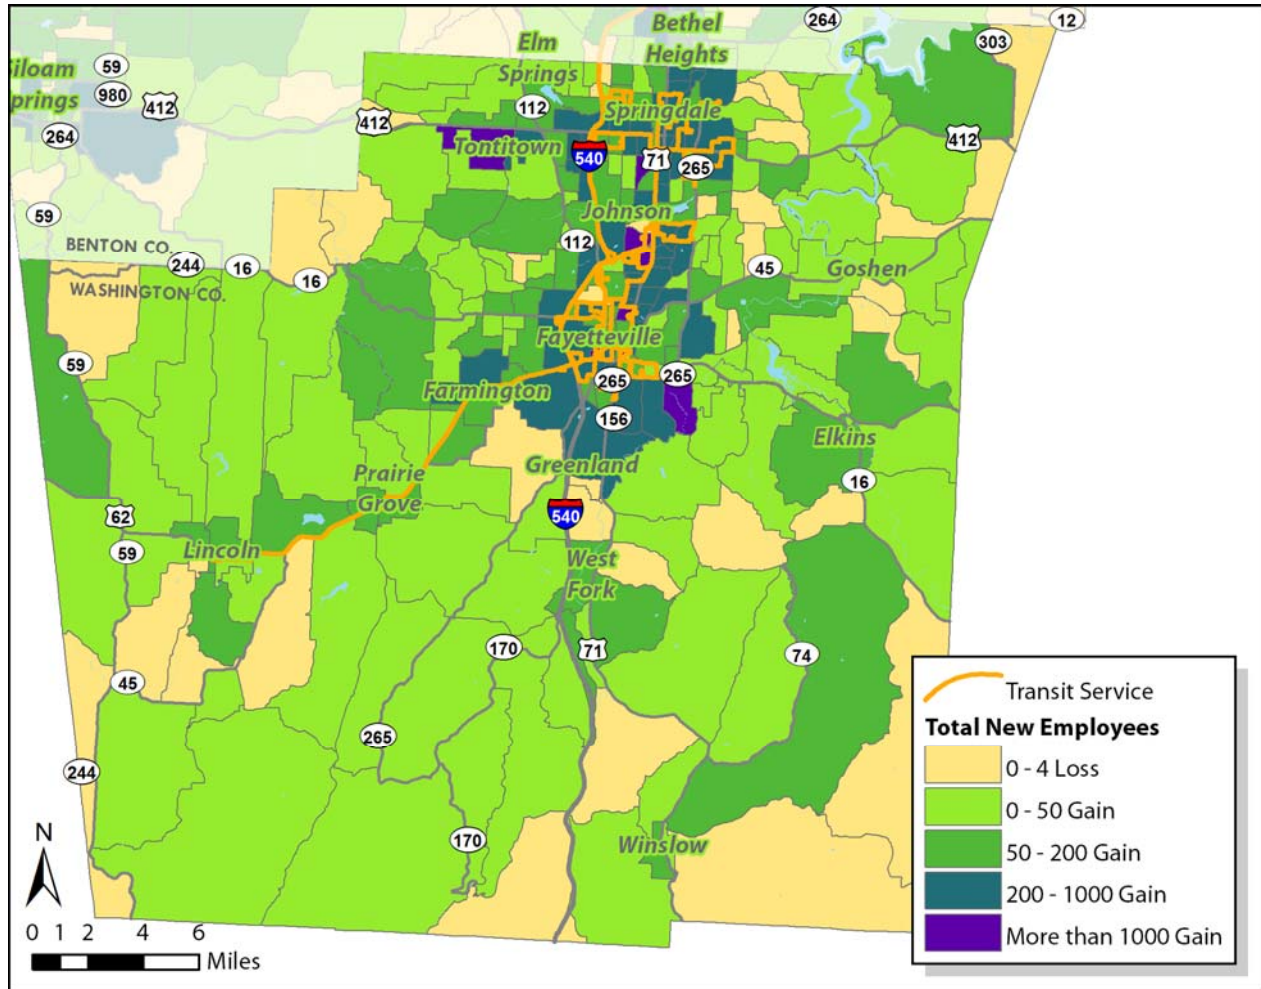 Bethel
Heights
264
12
303
Elm
Springs
59
Siloam
Springs
980
412
264
112
Springdale
412
412
Tontitown
540
71
265
59
Johnson
BENTON CO.
112
244
16
16
45
Goshen
WASHINGTON CO.
Fayetteville
59
265
265
Farmington
156
Elkins
Greenland
Prairie
Grove
16
62
540
Lincoln
59
West
Fork
170
71
74
45
265
244
170
Winslow
Transit Service
Total New Employees
0 - 4 Loss
0 - 50 Gain
50 - 200 Gain
200 - 1000 Gain
More than 1000 Gain
N
0 1 2 4 6
Miles